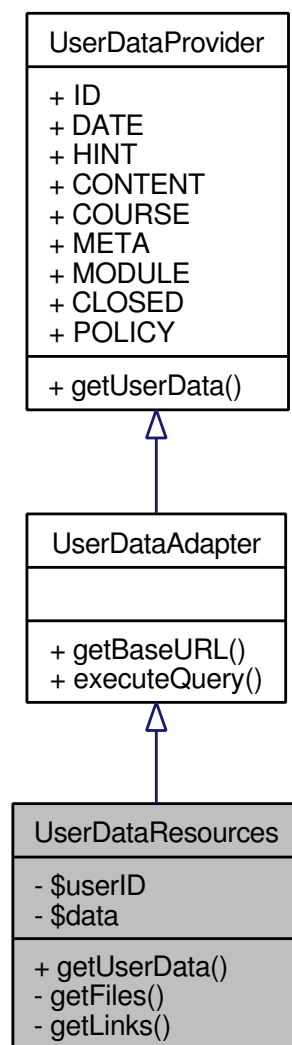 UserDataProvider
+ ID
+ DATE
+ HINT
+ CONTENT
+ COURSE
+ META
+ MODULE
+ CLOSED
+ POLICY
+ getUserData()
UserDataAdapter
+ getBaseURL()
+ executeQuery()
UserDataResources
- $userID
- $data
+ getUserData()
- getFiles()
- getLinks()